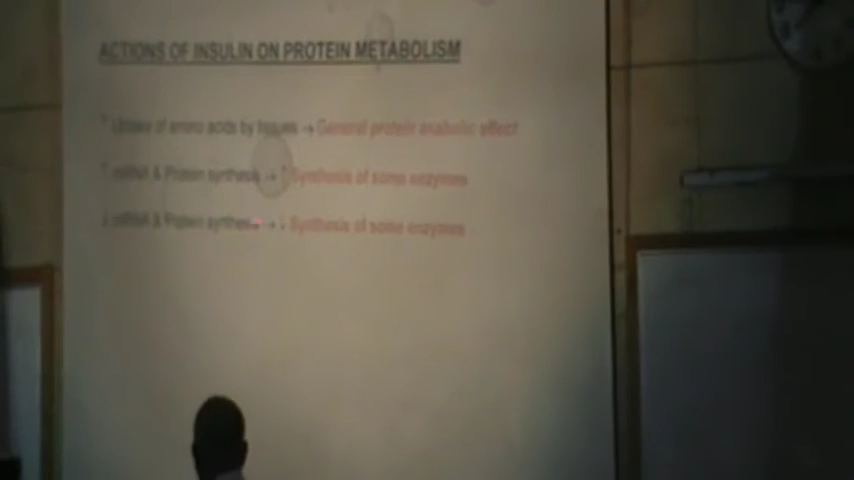 ACTIONS OF INSULIN ON PROTEIN METABOLISM
↑ Uptake of amino acids by tissues → General protein anabolic effect
↑ mRNA & Protein synthesis → ↑ Synthesis of some enzymes
↓ mRNA & Protein synthesis → ↓ Synthesis of some enzymes